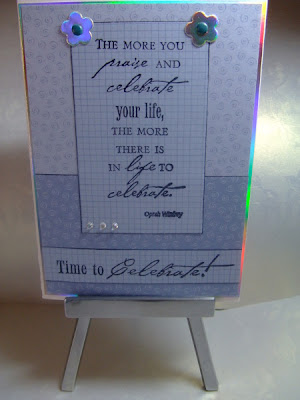 THE MORE YOU
praise AND
celebrate
your life,
THE MORE
THERE IS
IN life TO
celebrate.
Oprah Winfrey
Time to Celebrate!